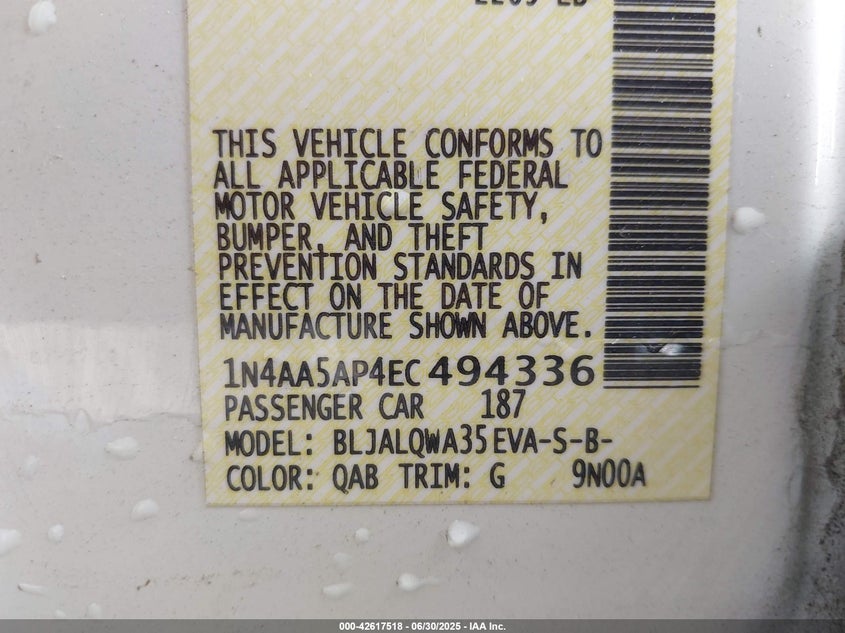 THIS VEHICLE CONFORMS TO
ALL APPLICABLE FEDERAL
MOTOR VEHICLE SAFETY,
BUMPER, AND THEFT
PREVENTION STANDARDS IN
EFFECT ON THE DATE OF
MANUFACTURE SHOWN ABOVE.
1N4AA5AP4EC494336
PASSENGER CAR 187
MODEL: BLJALQWA35EVA-S-B-
COLOR: QAB TRIM: G 9N00A
000-42617518 - 06/30/2025 - IAA Inc.